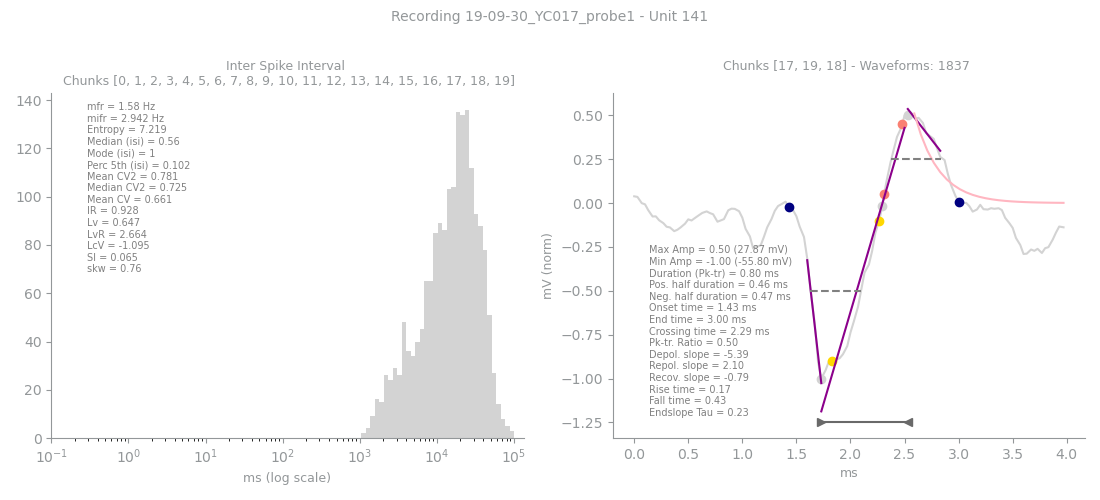 Recording 19-09-30_YC017_probe1 - Unit 141
Inter Spike Interval
Chunks [0, 1, 2, 3, 4, 5, 6, 7, 8, 9, 10, 11, 12, 13, 14, 15, 16, 17, 18, 19]
mfr = 1.58 Hz
mifr = 2.942 Hz
Entropy = 7.219
Median (isi) = 0.56
Mode (isi) = 1
Perc 5th (isi) = 0.102
Mean CV2 = 0.781
Median CV2 = 0.725
Mean CV = 0.661
IR = 0.928
Lv = 0.647
LvR = 2.664
LcV = -1.095
SI = 0.065
skw = 0.76
140
120
100
80
60
40
20
0
10⁻¹ 10⁰ 10¹ 10² 10³ 10⁴ 10⁵
ms (log scale)
Chunks [17, 19, 18] - Waveforms: 1837
mV (norm)
0.50
0.25
0.00
−0.25
−0.50
−0.75
−1.00
−1.25
Max Amp = 0.50 (27.87 mV)
Min Amp = -1.00 (-55.80 mV)
Duration (Pk-tr) = 0.80 ms
Pos. half duration = 0.46 ms
Neg. half duration = 0.47 ms
Onset time = 1.43 ms
End time = 3.00 ms
Crossing time = 2.29 ms
Pk-tr. Ratio = 0.50
Depol. slope = -5.39
Repol. slope = 2.10
Recov. slope = -0.79
Rise time = 0.17
Fall time = 0.43
Endslope Tau = 0.23
0.0 0.5 1.0 1.5 2.0 2.5 3.0 3.5 4.0
ms